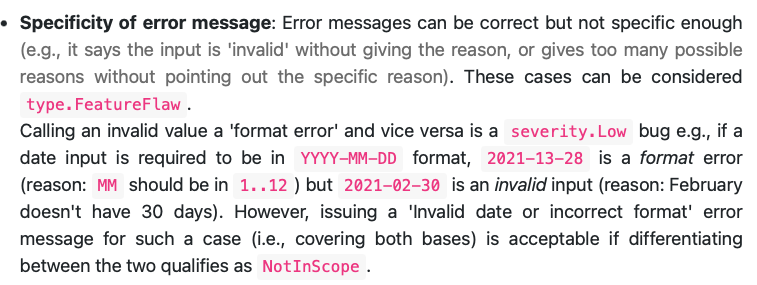 • Specificity of error message: Error messages can be correct but not specific enough
(e.g., it says the input is 'invalid' without giving the reason, or gives too many possible
reasons without pointing out the specific reason). These cases can be considered
type.FeatureFlaw.
Calling an invalid value a 'format error' and vice versa is a severity.Low bug e.g., if a
date input is required to be in YYYY-MM-DD format, 2021-13-28 is a format error
(reason: MM should be in 1..12 ) but 2021-02-30 is an invalid input (reason: February
doesn't have 30 days). However, issuing a 'Invalid date or incorrect format' error
message for such a case (i.e., covering both bases) is acceptable if differentiating
between the two qualifies as NotInScope.